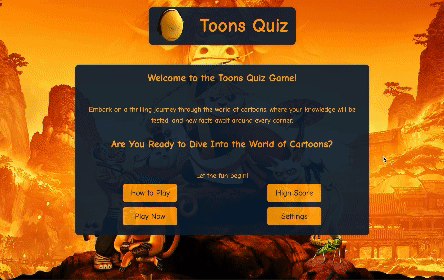 Toons Quiz
Welcome to the Toons Quiz Game!
Embark on a thrilling journey through the world of cartoons, where your knowledge will be
tested, and new facts await around every corner.
Are You Ready to Dive Into the World of Cartoons?
Let the fun begin!
How to Play
High Score
Play Now
Settings